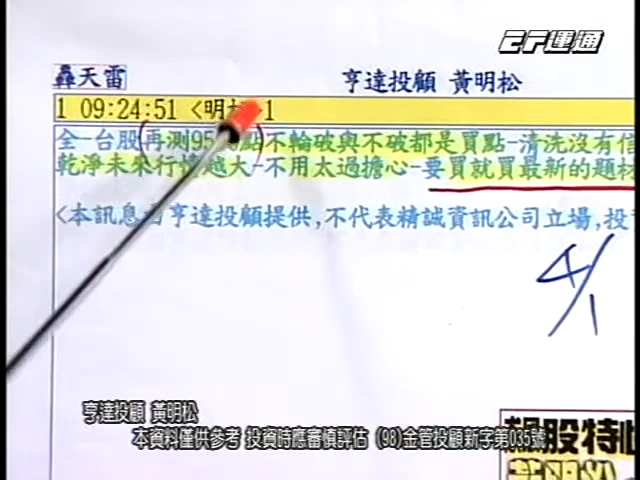 轟天雷
亨達投顧 黃明松
1 09:24:51 <明 1
全-台股(再測95 點)不輪破與不破都是買點-清洗沒有
乾淨未來行情越大-不用太過擔心-要買就買最新的題材
<本訊息 亨達投顧提供,不代表精誠資訊公司立場,投
4/1
亨達投顧 黃明松
本資料僅供參考 投資時應審慎評估 (98)金管投顧新字第035號
飆股特